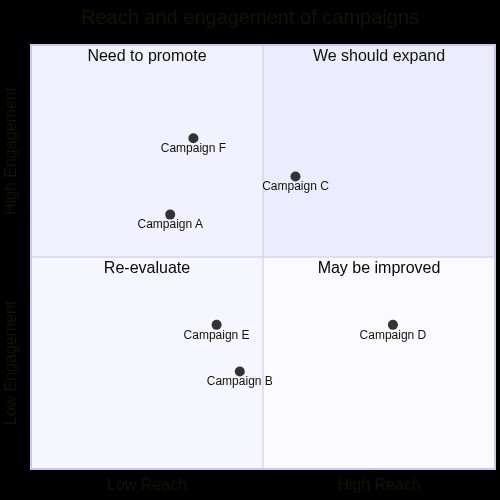 Reach and engagement of campaigns
Need to promote
We should expand
High Engagement
Campaign F
Campaign C
Campaign A
Re-evaluate
May be improved
Low Engagement
Campaign E
Campaign D
Campaign B
Low Reach
High Reach